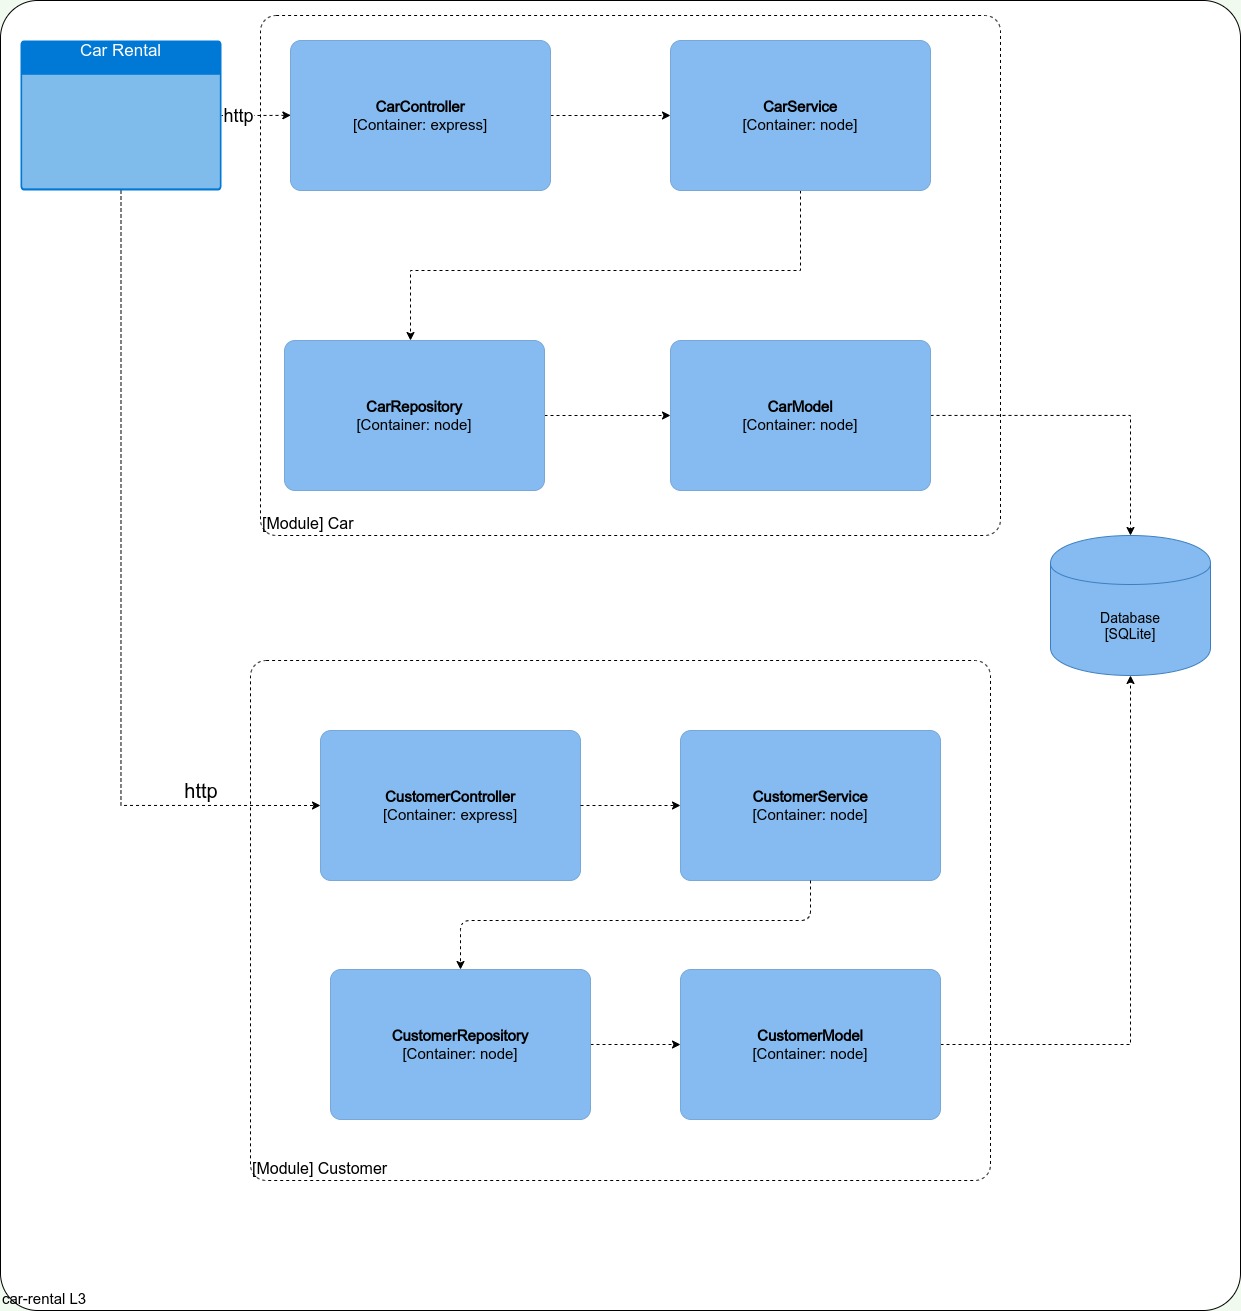 Car Rental
http
CarController
[Container: express]
CarService
[Container: node]
CarRepository
[Container: node]
CarModel
[Container: node]
[Module] Car
Database
[SQLite]
http
CustomerController
[Container: express]
CustomerService
[Container: node]
CustomerRepository
[Container: node]
CustomerModel
[Container: node]
[Module] Customer
car-rental L3